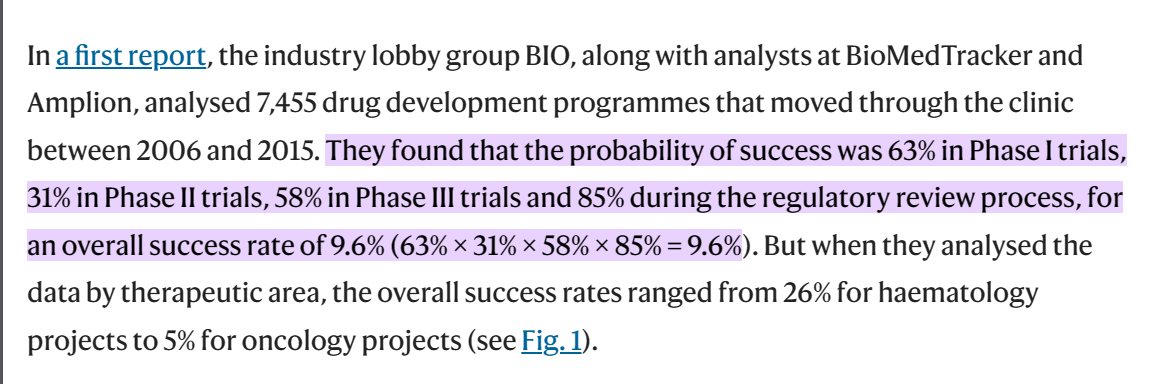 In a first report, the industry lobby group BIO, along with analysts at BioMedTracker and
Amplion, analysed 7,455 drug development programmes that moved through the clinic
between 2006 and 2015. They found that the probability of success was 63% in Phase I trials,
31% in Phase II trials, 58% in Phase III trials and 85% during the regulatory review process, for
an overall success rate of 9.6% (63% × 31% × 58% × 85% = 9.6%). But when they analysed the
data by therapeutic area, the overall success rates ranged from 26% for haematology
projects to 5% for oncology projects (see Fig. 1).